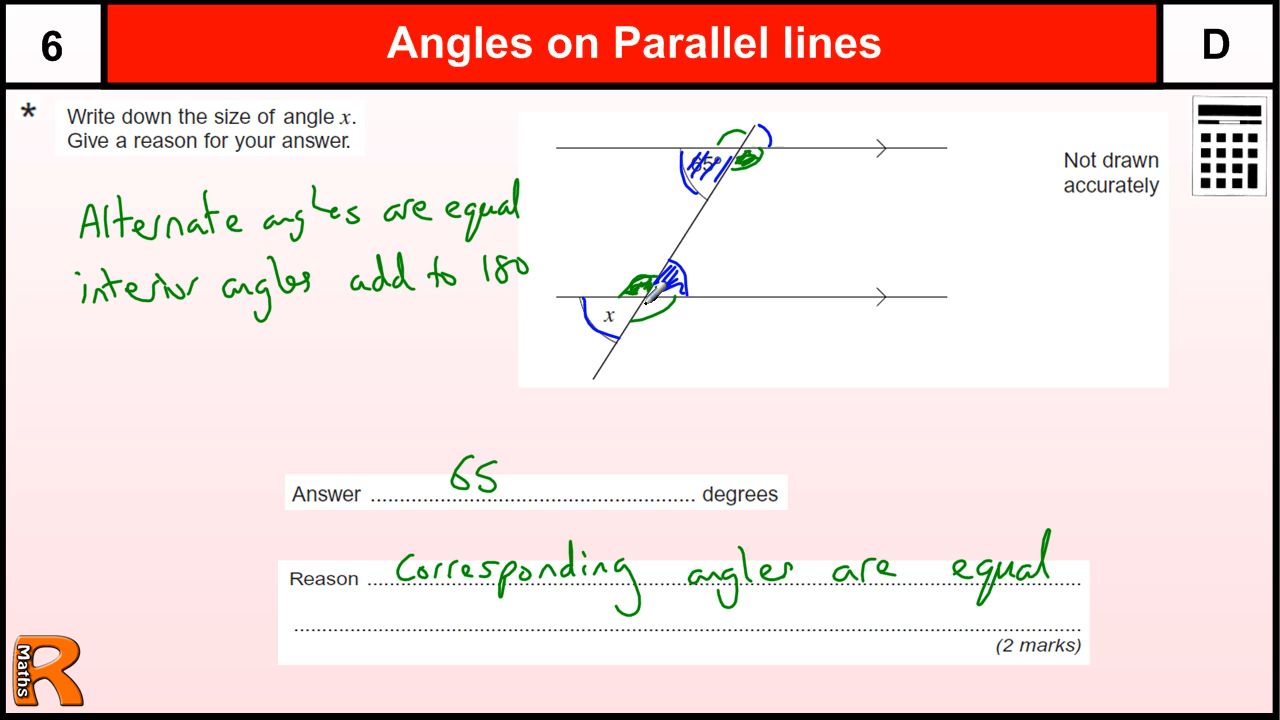 6
Angles on Parallel lines
D
* Write down the size of angle x.
Give a reason for your answer.
65°
Not drawn
accurately
Alternate angles are equal
interior angles add to 180
x
Answer 65 degrees
Reason Corresponding angles are equal
(2 marks)
R
Maths